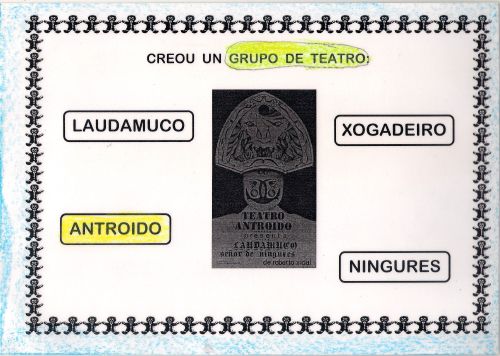 CREOU UN GRUPO DE TEATRO:
LAUDAMUCO
XOGADEIRO
TEATRO
ANTROIDO
presenta
LAUDAMUCO
señor de ningures
de roberto vidal
ANTROIDO
NINGURES